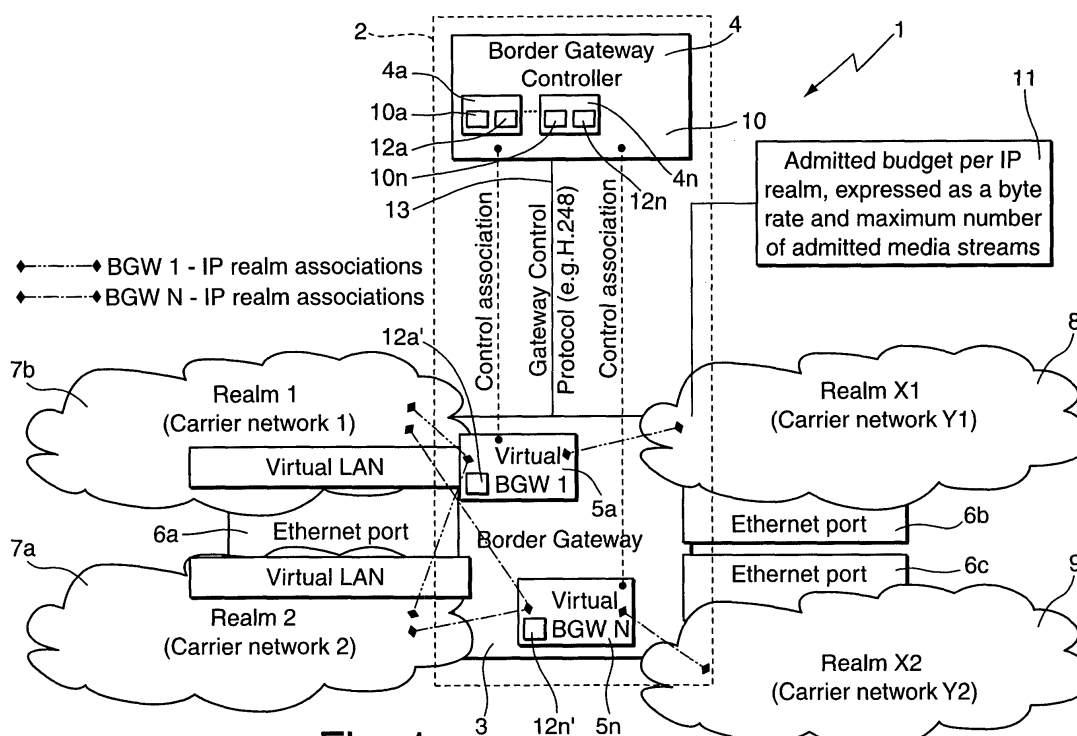 2
4
1
Border Gateway
Controller
4a
10a
12a
10n
4n
12n
10
13
11
Admitted budget per IP
realm, expressed as a byte
rate and maximum number
of admitted media streams
Control association
Gateway Control
Protocol (e.g.H.248)
Control association
BGW 1 - IP realm associations
BGW N - IP realm associations
12a'
7b
8
Realm 1
(Carrier network 1)
Realm X1
(Carrier network Y1)
Virtual LAN
Virtual
BGW 1
5a
6a
Ethernet port
Border Gateway
Ethernet port
6b
7a
Virtual LAN
Ethernet port
6c
9
Realm 2
(Carrier network 2)
Virtual
BGW N
Realm X2
(Carrier network Y2)
3
12n'
5n